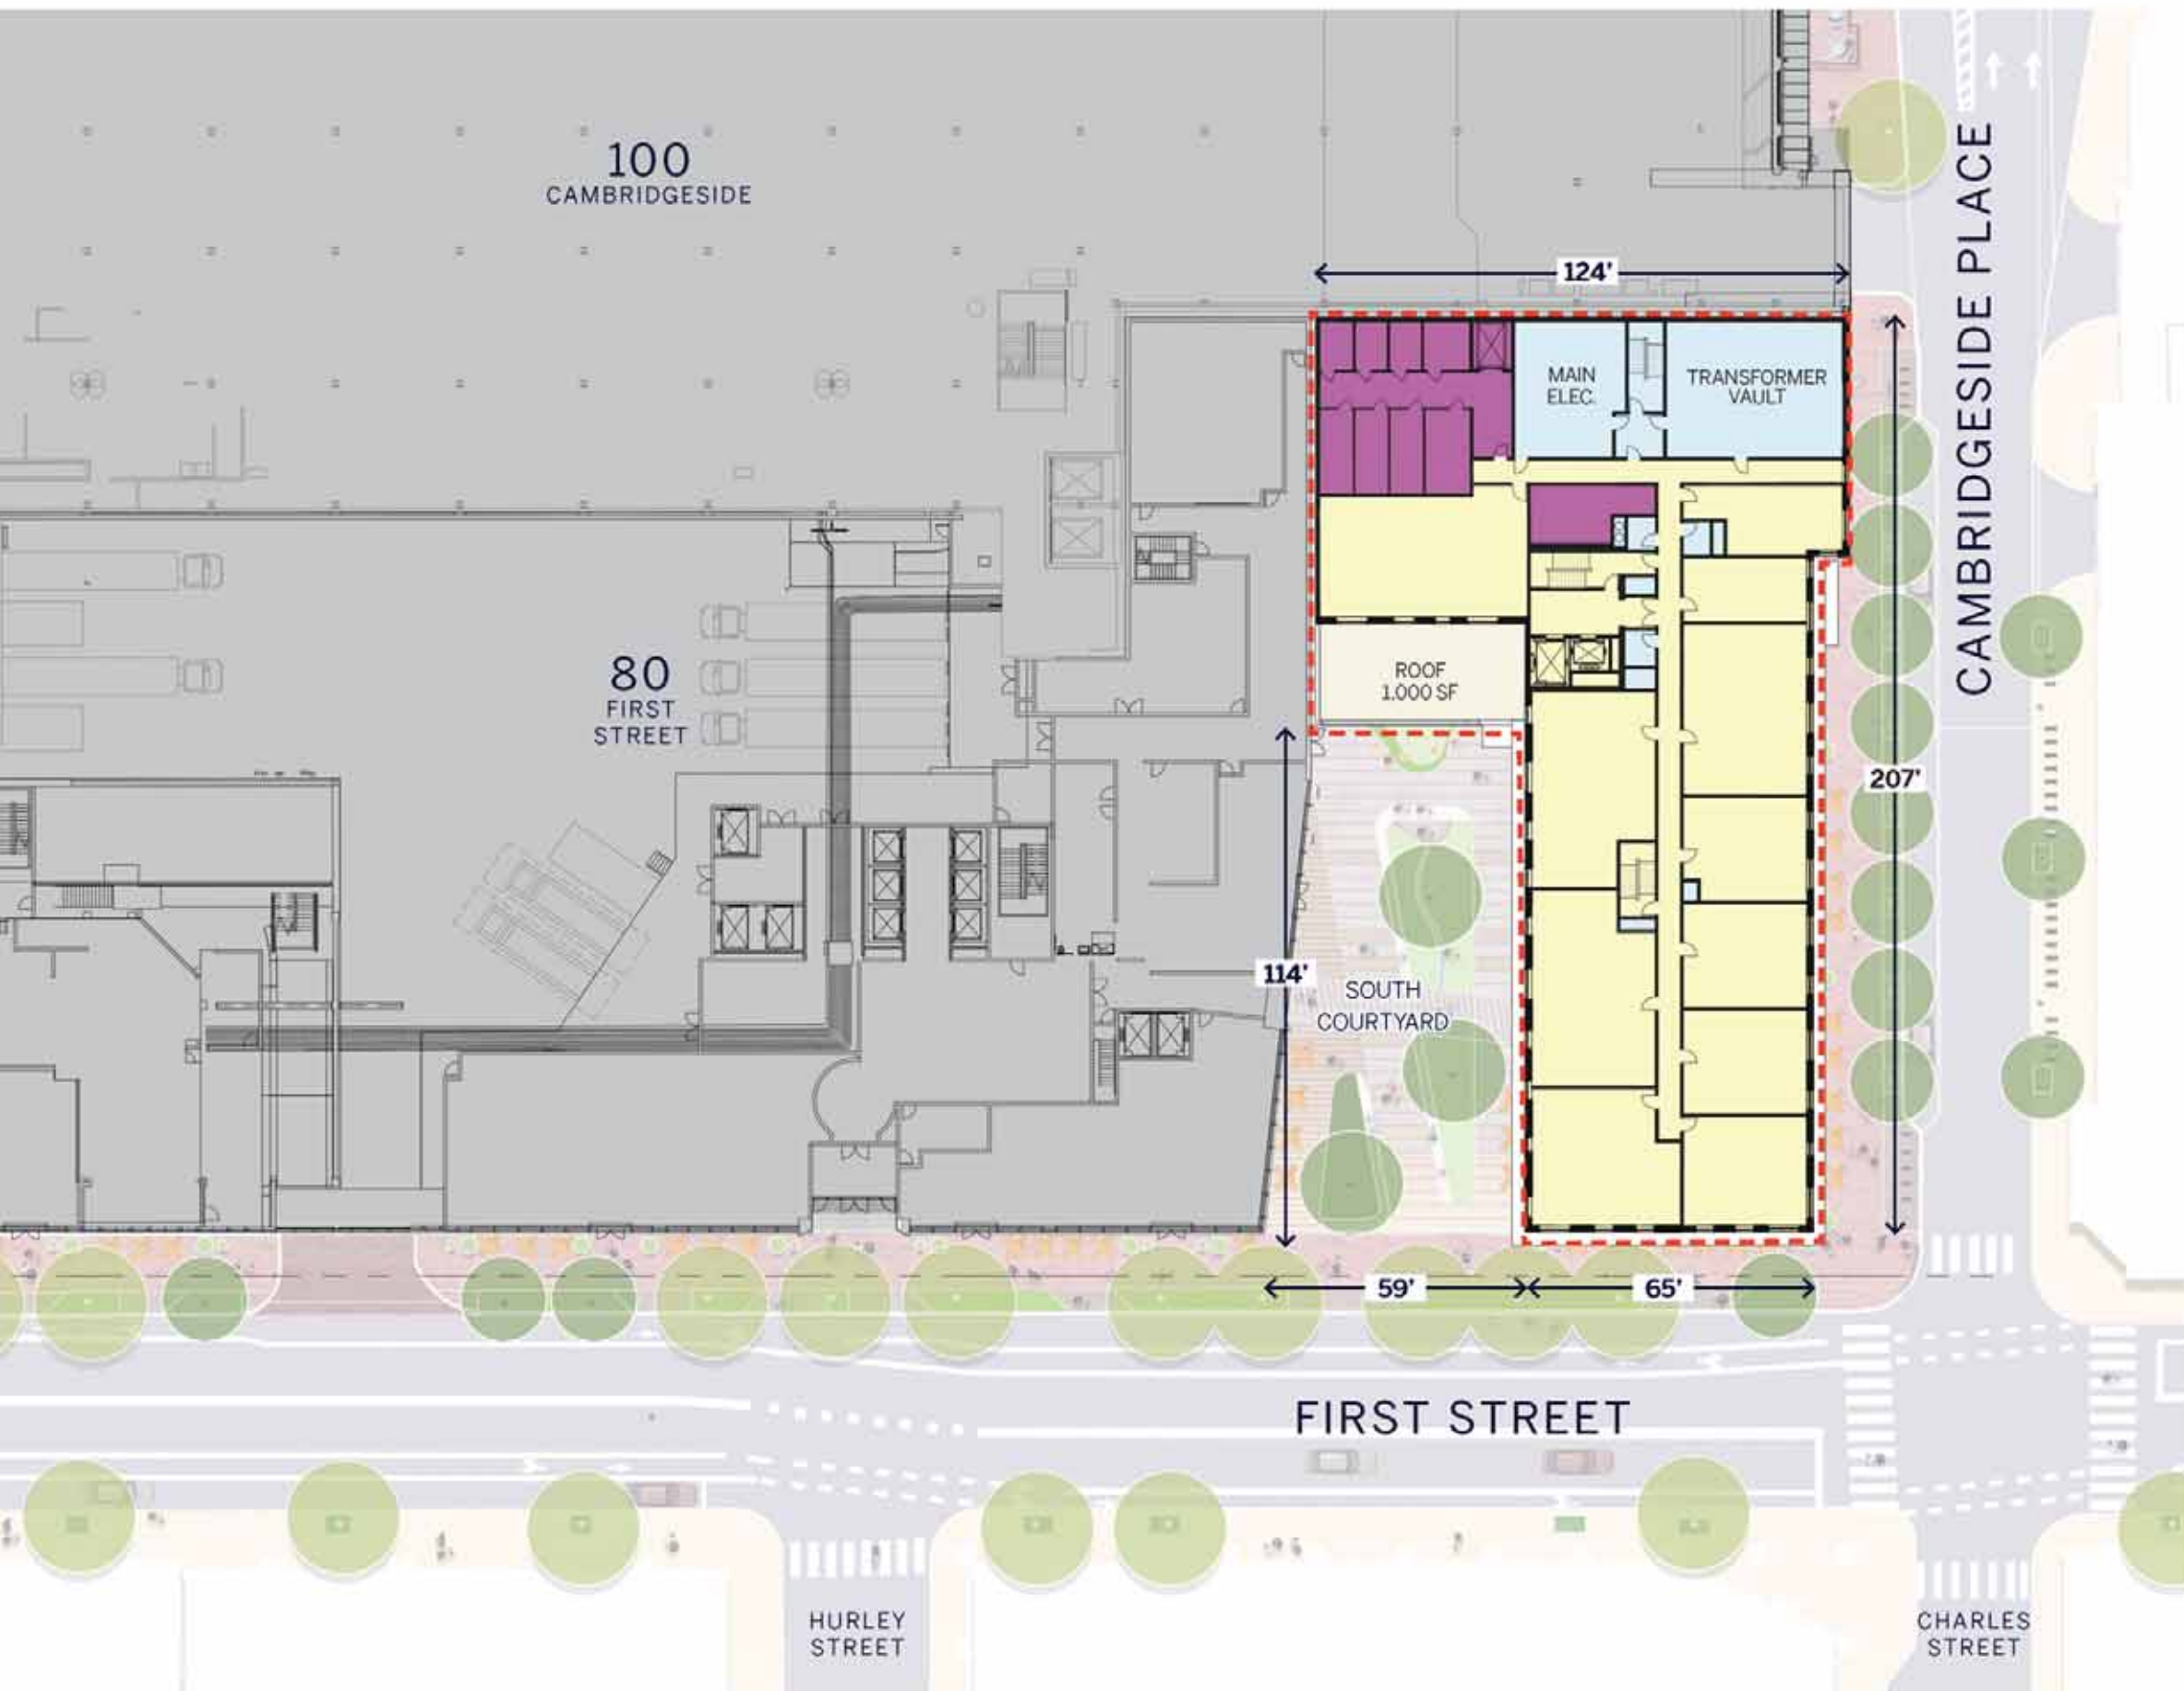 100
CAMBRIDGESIDE
CAMBRIDGESIDE PLACE
124'
MAIN
ELEC.
TRANSFORMER
VAULT
80
FIRST
STREET
ROOF
1,000 SF
207'
114'
SOUTH
COURTYARD
59'
65'
FIRST STREET
HURLEY
STREET
CHARLES
STREET